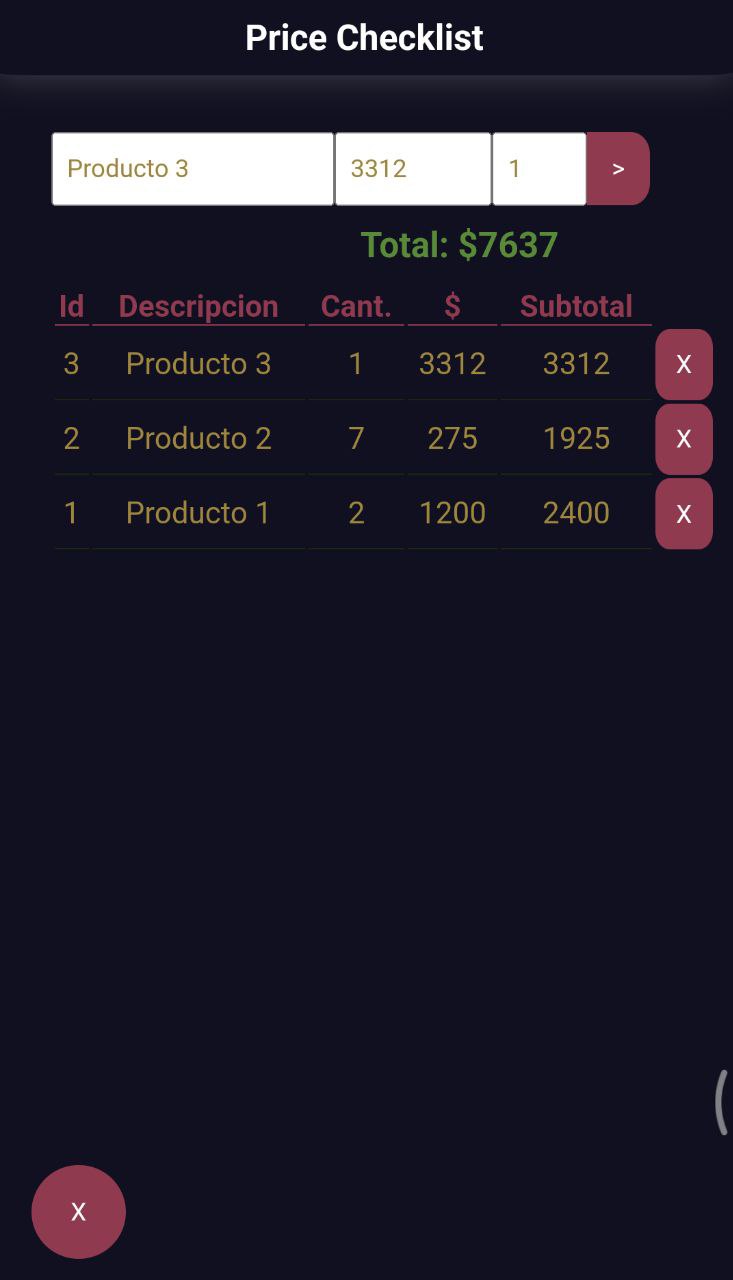 Price Checklist
Producto 3 3312 1 >
Total: $7637
Id Descripcion Cant. $ Subtotal
3 Producto 3 1 3312 3312 X
2 Producto 2 7 275 1925 X
1 Producto 1 2 1200 2400 X
X